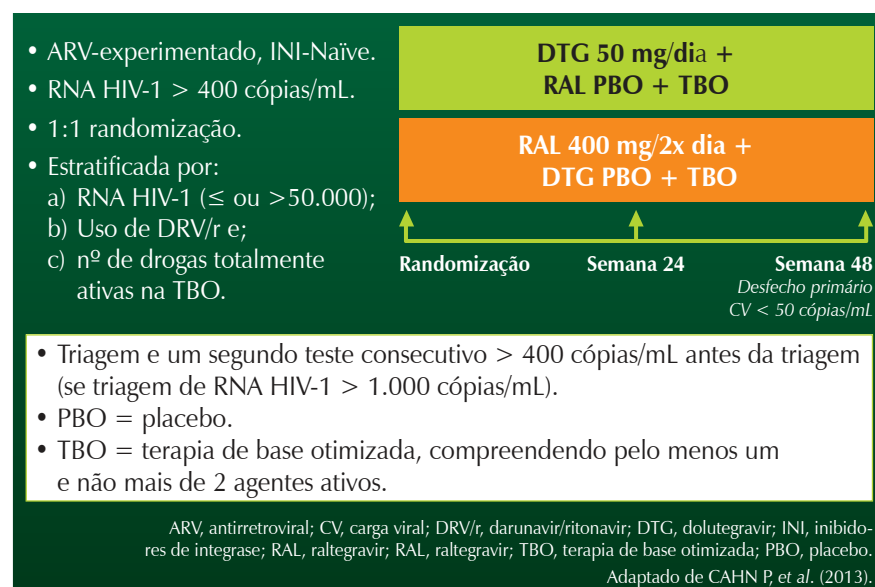 • ARV-experimentado, INI-Naïve.
• RNA HIV-1 > 400 cópias/mL.
• 1:1 randomização.
• Estratificada por:
a) RNA HIV-1 (≤ ou >50.000);
b) Uso de DRV/r e;
c) nº de drogas totalmente
ativas na TBO.
DTG 50 mg/dia +
RAL PBO + TBO
RAL 400 mg/2x dia +
DTG PBO + TBO
Randomização
Semana 24
Semana 48
Desfecho primário
CV < 50 cópias/mL
• Triagem e um segundo teste consecutivo > 400 cópias/mL antes da triagem
(se triagem de RNA HIV-1 > 1.000 cópias/mL).
• PBO = placebo.
• TBO = terapia de base otimizada, compreendendo pelo menos um
e não mais de 2 agentes ativos.
ARV, antirretroviral; CV, carga viral; DRV/r, darunavir/ritonavir; DTG, dolutegravir; INI, inibido-
res de integrase; RAL, raltegravir; RAL, raltegravir; TBO, terapia de base otimizada; PBO, placebo.
Adaptado de CAHN P, et al. (2013).